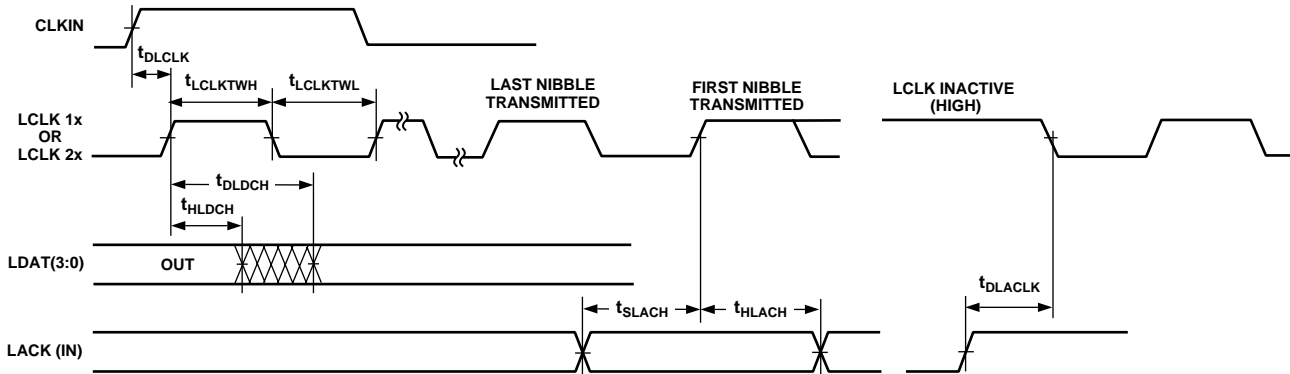 CLKIN
tDLCLK
tLCLKTWH
tLCLKTWL
LAST NIBBLE
TRANSMITTED
FIRST NIBBLE
TRANSMITTED
LCLK INACTIVE
(HIGH)
LCLK 1x
OR
LCLK 2x
tDLDCH
tHLDCH
LDAT(3:0)
OUT
tSLACH
tHLACH
tDLACLK
LACK (IN)